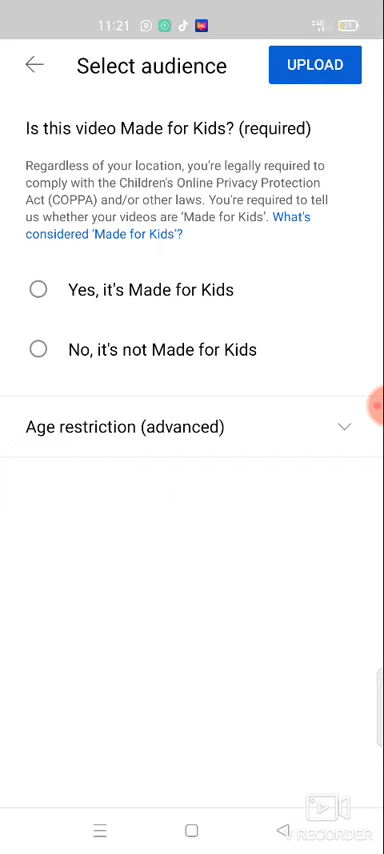 11:21
Select audience
UPLOAD
Is this video Made for Kids? (required)
Regardless of your location, you're legally required to
comply with the Children's Online Privacy Protection
Act (COPPA) and/or other laws. You're required to tell
us whether your videos are 'Made for Kids'. What's
considered 'Made for Kids'?
Yes, it's Made for Kids
No, it's not Made for Kids
Age restriction (advanced)
V RECORDER